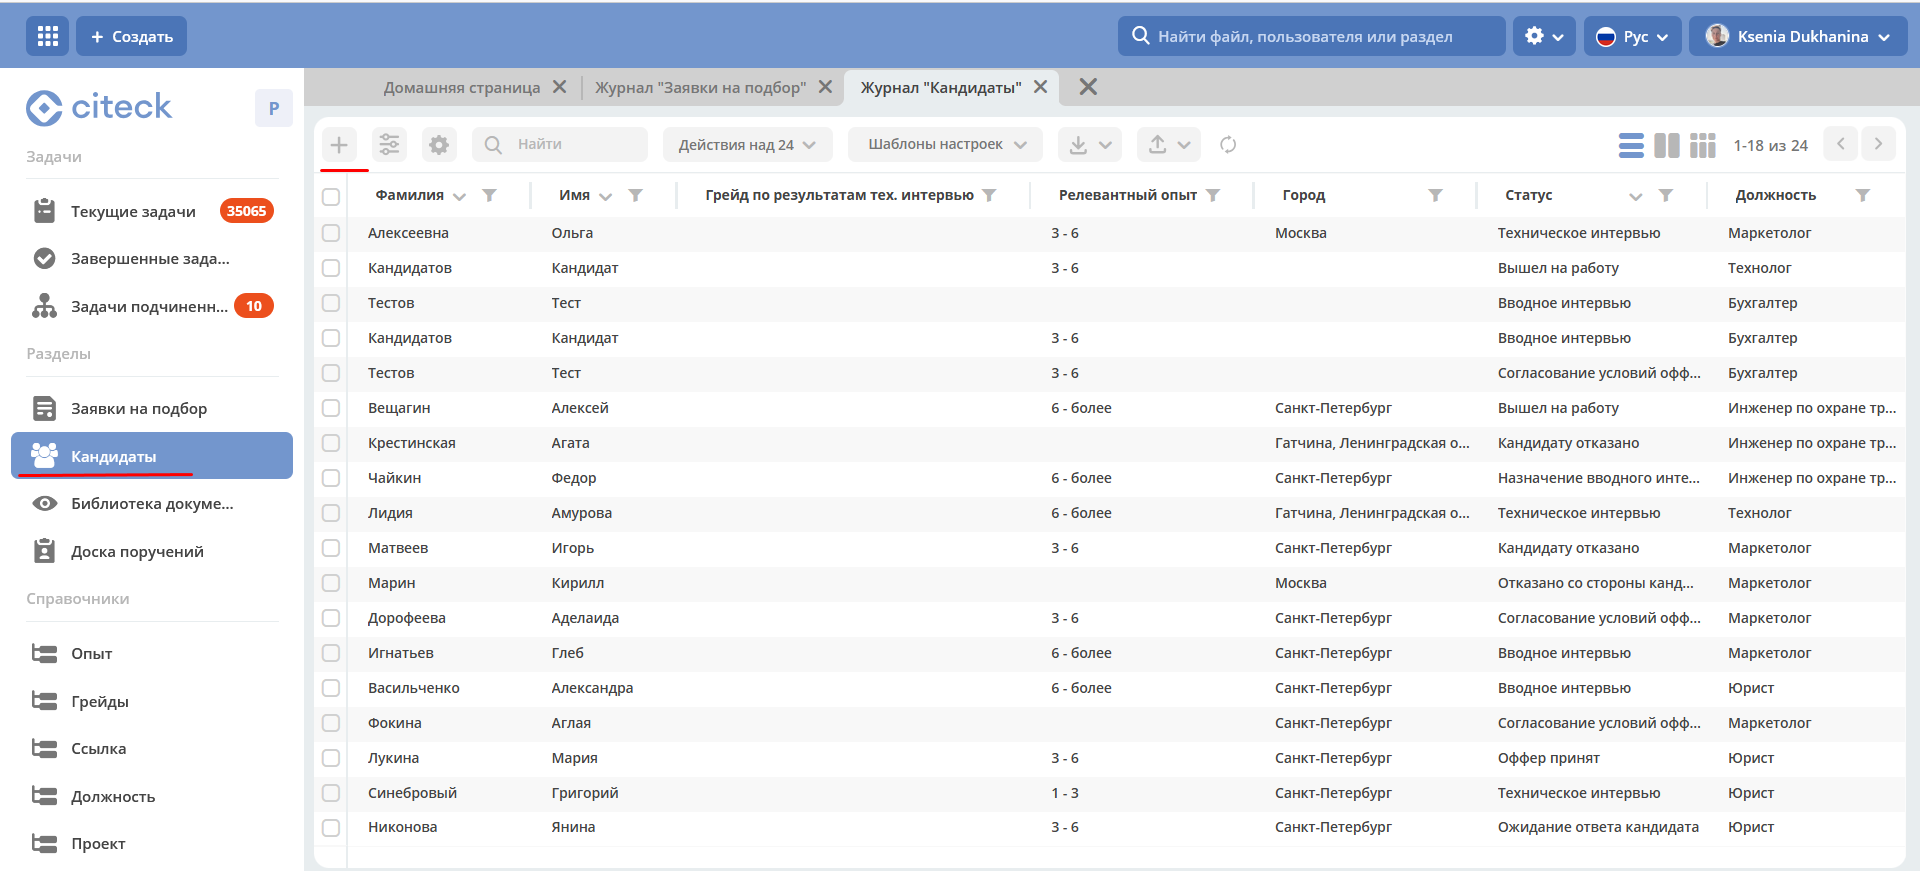 + Создать
Найти файл, пользователя или раздел
Рус
Ksenia Dukhanina
citeck
P
Задачи
Текущие задачи 35065
Завершенные зада...
Задачи подчиненн... 10
Разделы
Заявки на подбор
Кандидаты
Библиотека докуме...
Доска поручений
Справочники
Опыт
Грейды
Ссылка
Должность
Проект
Домашняя страница
Журнал "Заявки на подбор"
Журнал "Кандидаты"
Найти
Действия над 24
Шаблоны настроек
1-18 из 24
Фамилия Имя Грейд по результатам тех. интервью Релевантный опыт Город Статус Должность
Алексеевна Ольга 3 - 6 Москва Техническое интервью Маркетолог
Кандидатов Кандидат 3 - 6 Вышел на работу Технолог
Тестов Тест Вводное интервью Бухгалтер
Кандидатов Кандидат 3 - 6 Вводное интервью Бухгалтер
Тестов Тест 3 - 6 Согласование условий офф... Бухгалтер
Вещагин Алексей 6 - более Санкт-Петербург Вышел на работу Инженер по охране тр...
Крестинская Агата Гатчина, Ленинградская о... Кандидату отказано Инженер по охране тр...
Чайкин Федор 6 - более Санкт-Петербург Назначение вводного инте... Инженер по охране тр...
Лидия Амурова 6 - более Гатчина, Ленинградская о... Техническое интервью Технолог
Матвеев Игорь 3 - 6 Санкт-Петербург Кандидату отказано Маркетолог
Марин Кирилл Москва Отказано со стороны канд... Маркетолог
Дорофеева Аделаида 3 - 6 Санкт-Петербург Согласование условий офф... Маркетолог
Игнатьев Глеб 6 - более Санкт-Петербург Вводное интервью Маркетолог
Васильченко Александра 6 - более Санкт-Петербург Вводное интервью Юрист
Фокина Аглая Санкт-Петербург Согласование условий офф... Маркетолог
Лукина Мария 3 - 6 Санкт-Петербург Оффер принят Юрист
Синебровый Григорий 1 - 3 Санкт-Петербург Техническое интервью Юрист
Никонова Янина 3 - 6 Санкт-Петербург Ожидание ответа кандидата Юрист